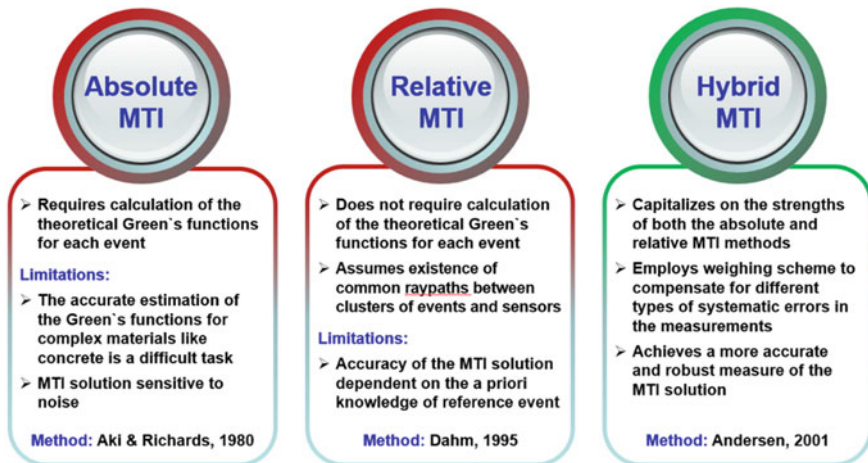 Absolute
MTI
➤ Requires calculation of the
theoretical Green`s functions
for each event
Limitations:
➤ The accurate estimation of
the Green`s functions for
complex materials like
concrete is a difficult task
➤ MTI solution sensitive to
noise
Method: Aki & Richards, 1980
Relative
MTI
➤ Does not require calculation
of the theoretical Green`s
functions for each event
➤ Assumes existence of
common raypaths between
clusters of events and sensors
Limitations:
➤ Accuracy of the MTI solution
dependent on the a priori
knowledge of reference event
Method: Dahm, 1995
Hybrid
MTI
➤ Capitalizes on the strengths
of both the absolute and
relative MTI methods
➤ Employs weighing scheme to
compensate for different
types of systematic errors in
the measurements
➤ Achieves a more accurate
and robust measure of the
MTI solution
Method: Andersen, 2001